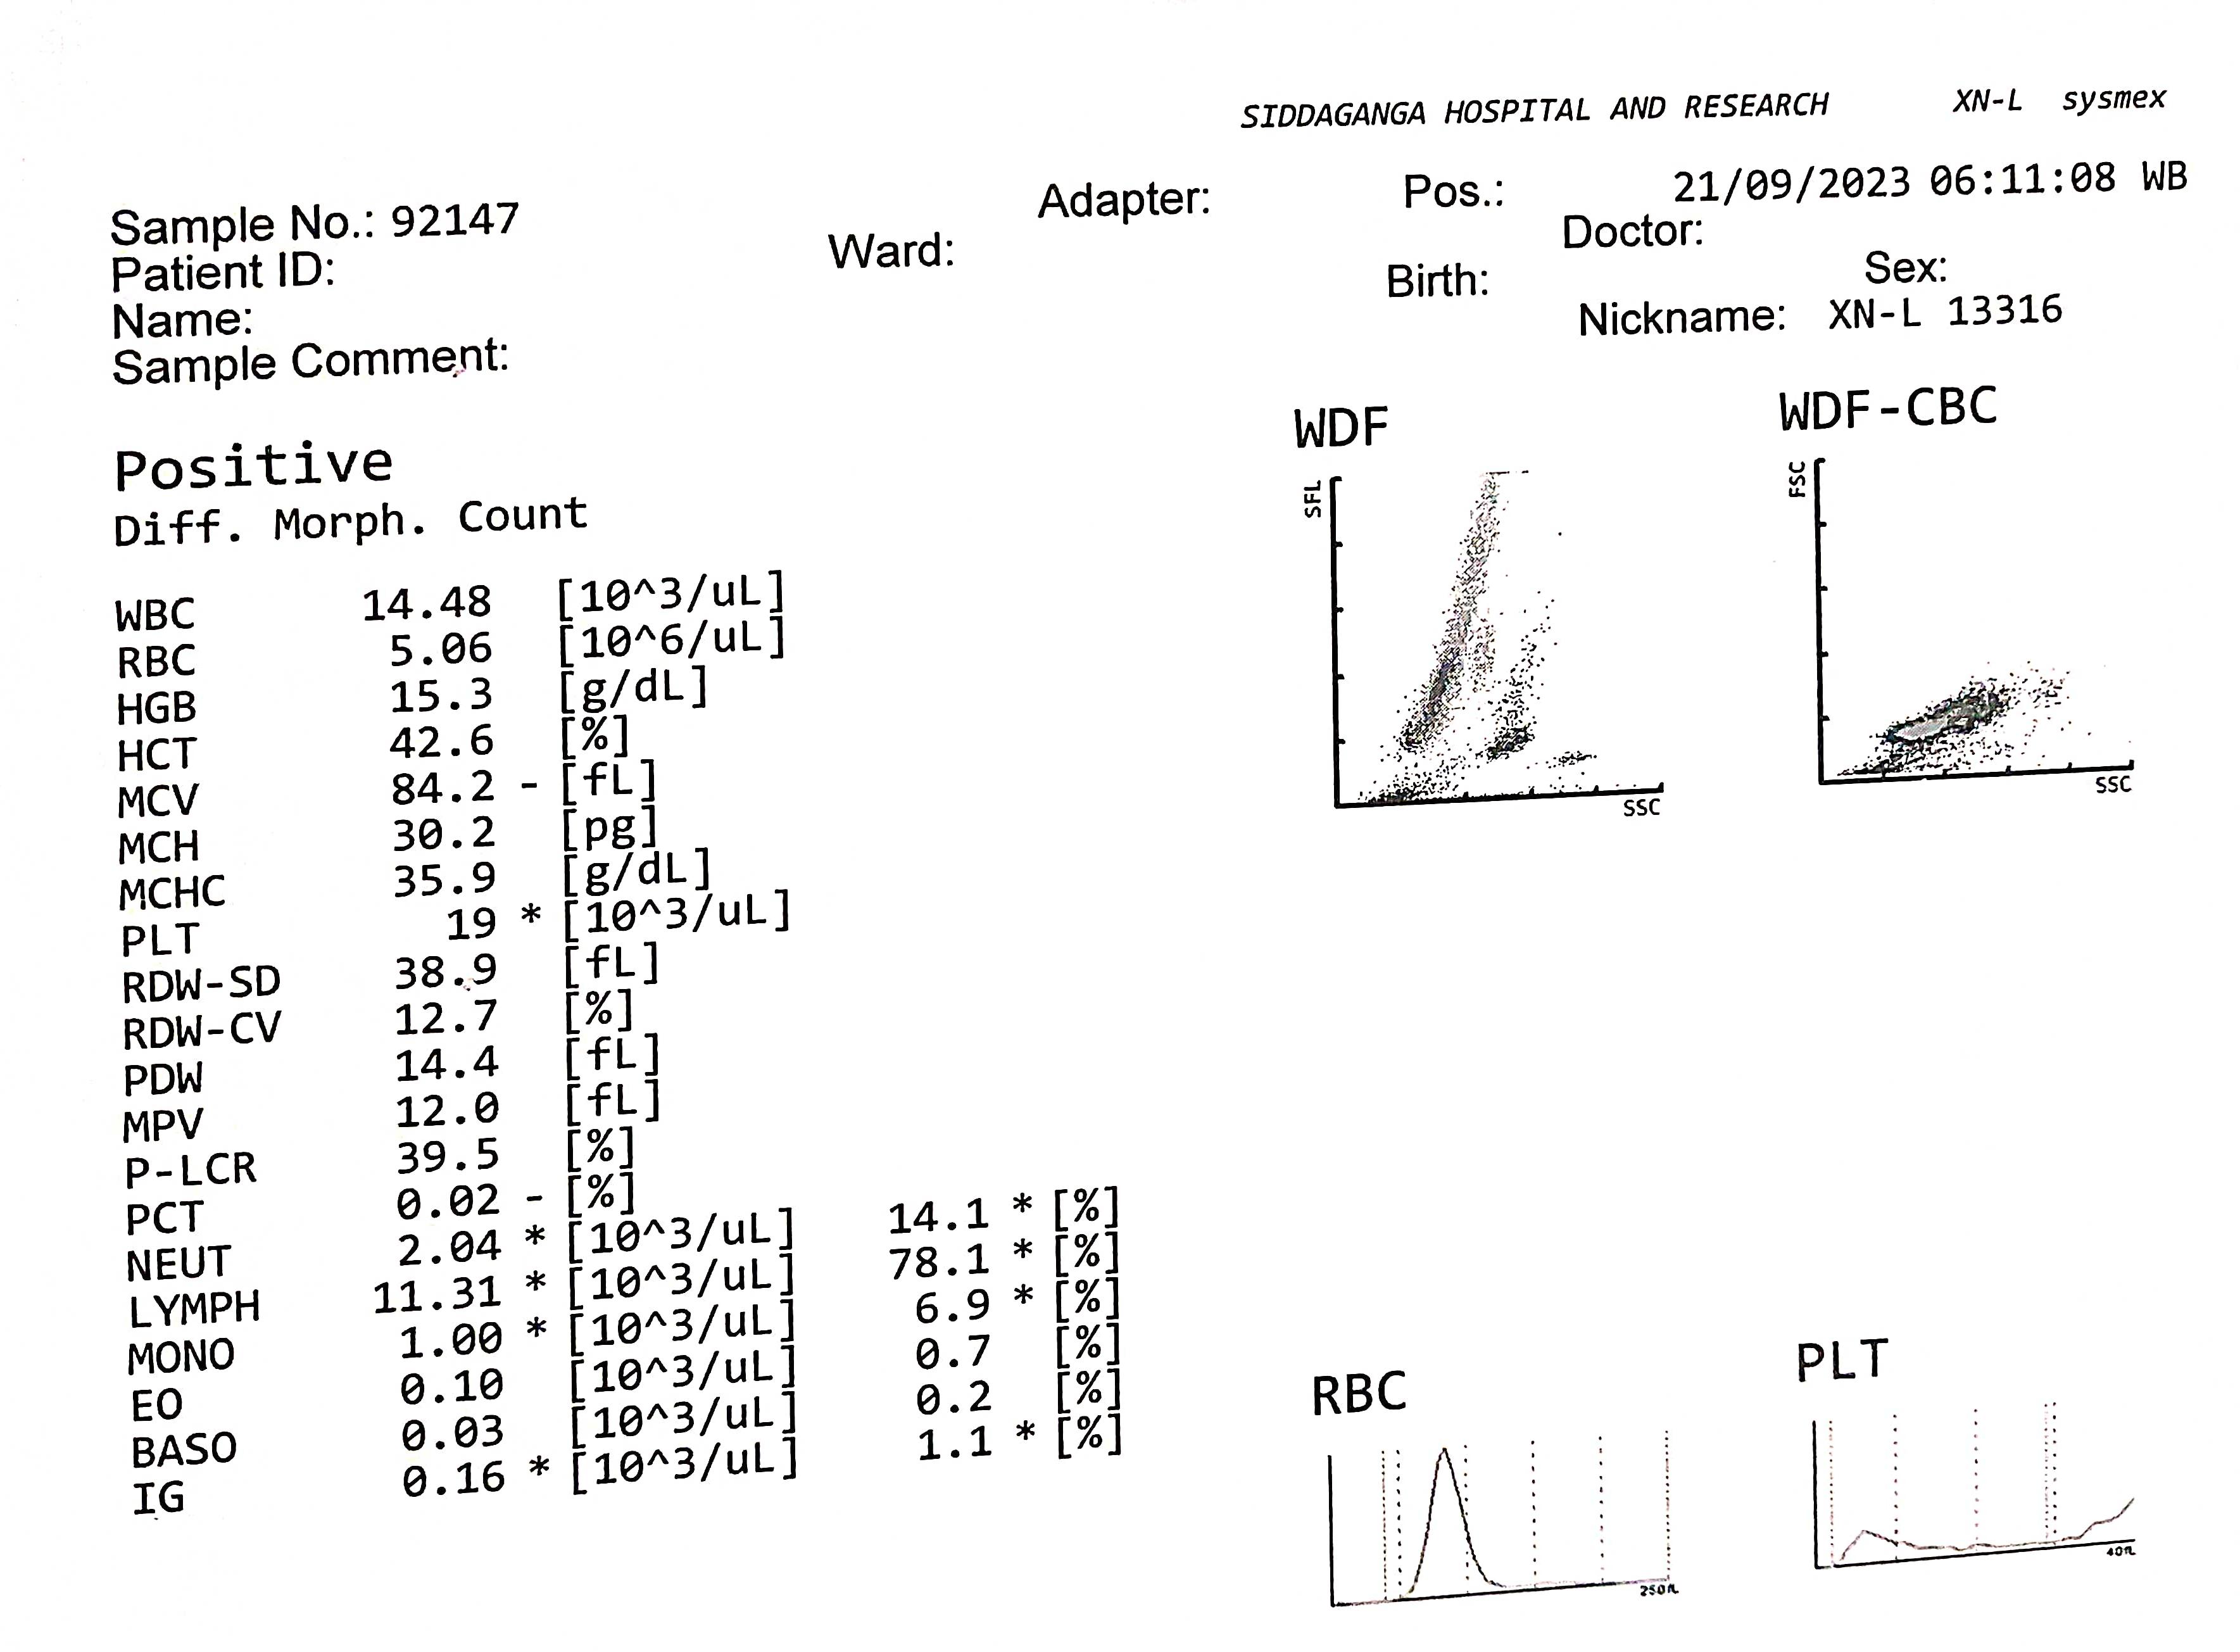 SIDDAGANGA HOSPITAL AND RESEARCH XN-L sysmex
Sample No.: 92147 Adapter: Pos.: 21/09/2023 06:11:08 WB
Patient ID: Ward: Doctor:
Name: Birth: Sex:
Sample Comment: Nickname: XN-L 13316
Positive
Diff. Morph. Count
WBC 14.48 [10^3/uL]
RBC 5.06 [10^6/uL]
HGB 15.3 [g/dL]
HCT 42.6 [%]
MCV 84.2 - [fL]
MCH 30.2 [pg]
MCHC 35.9 [g/dL]
PLT 19 * [10^3/uL]
RDW-SD 38.9 [fL]
RDW-CV 12.7 [%]
PDW 14.4 [fL]
MPV 12.0 [fL]
P-LCR 39.5 [%]
PCT 0.02 - [%]
NEUT 2.04 * [10^3/uL] 14.1 * [%]
LYMPH 11.31 * [10^3/uL] 78.1 * [%]
MONO 1.00 * [10^3/uL] 6.9 * [%]
EO 0.10 [10^3/uL] 0.7 [%]
BASO 0.03 [10^3/uL] 0.2 [%]
IG 0.16 * [10^3/uL] 1.1 * [%]
WDF
SFL
SSC
WDF-CBC
FSC
SSC
RBC
250fL
PLT
40fL